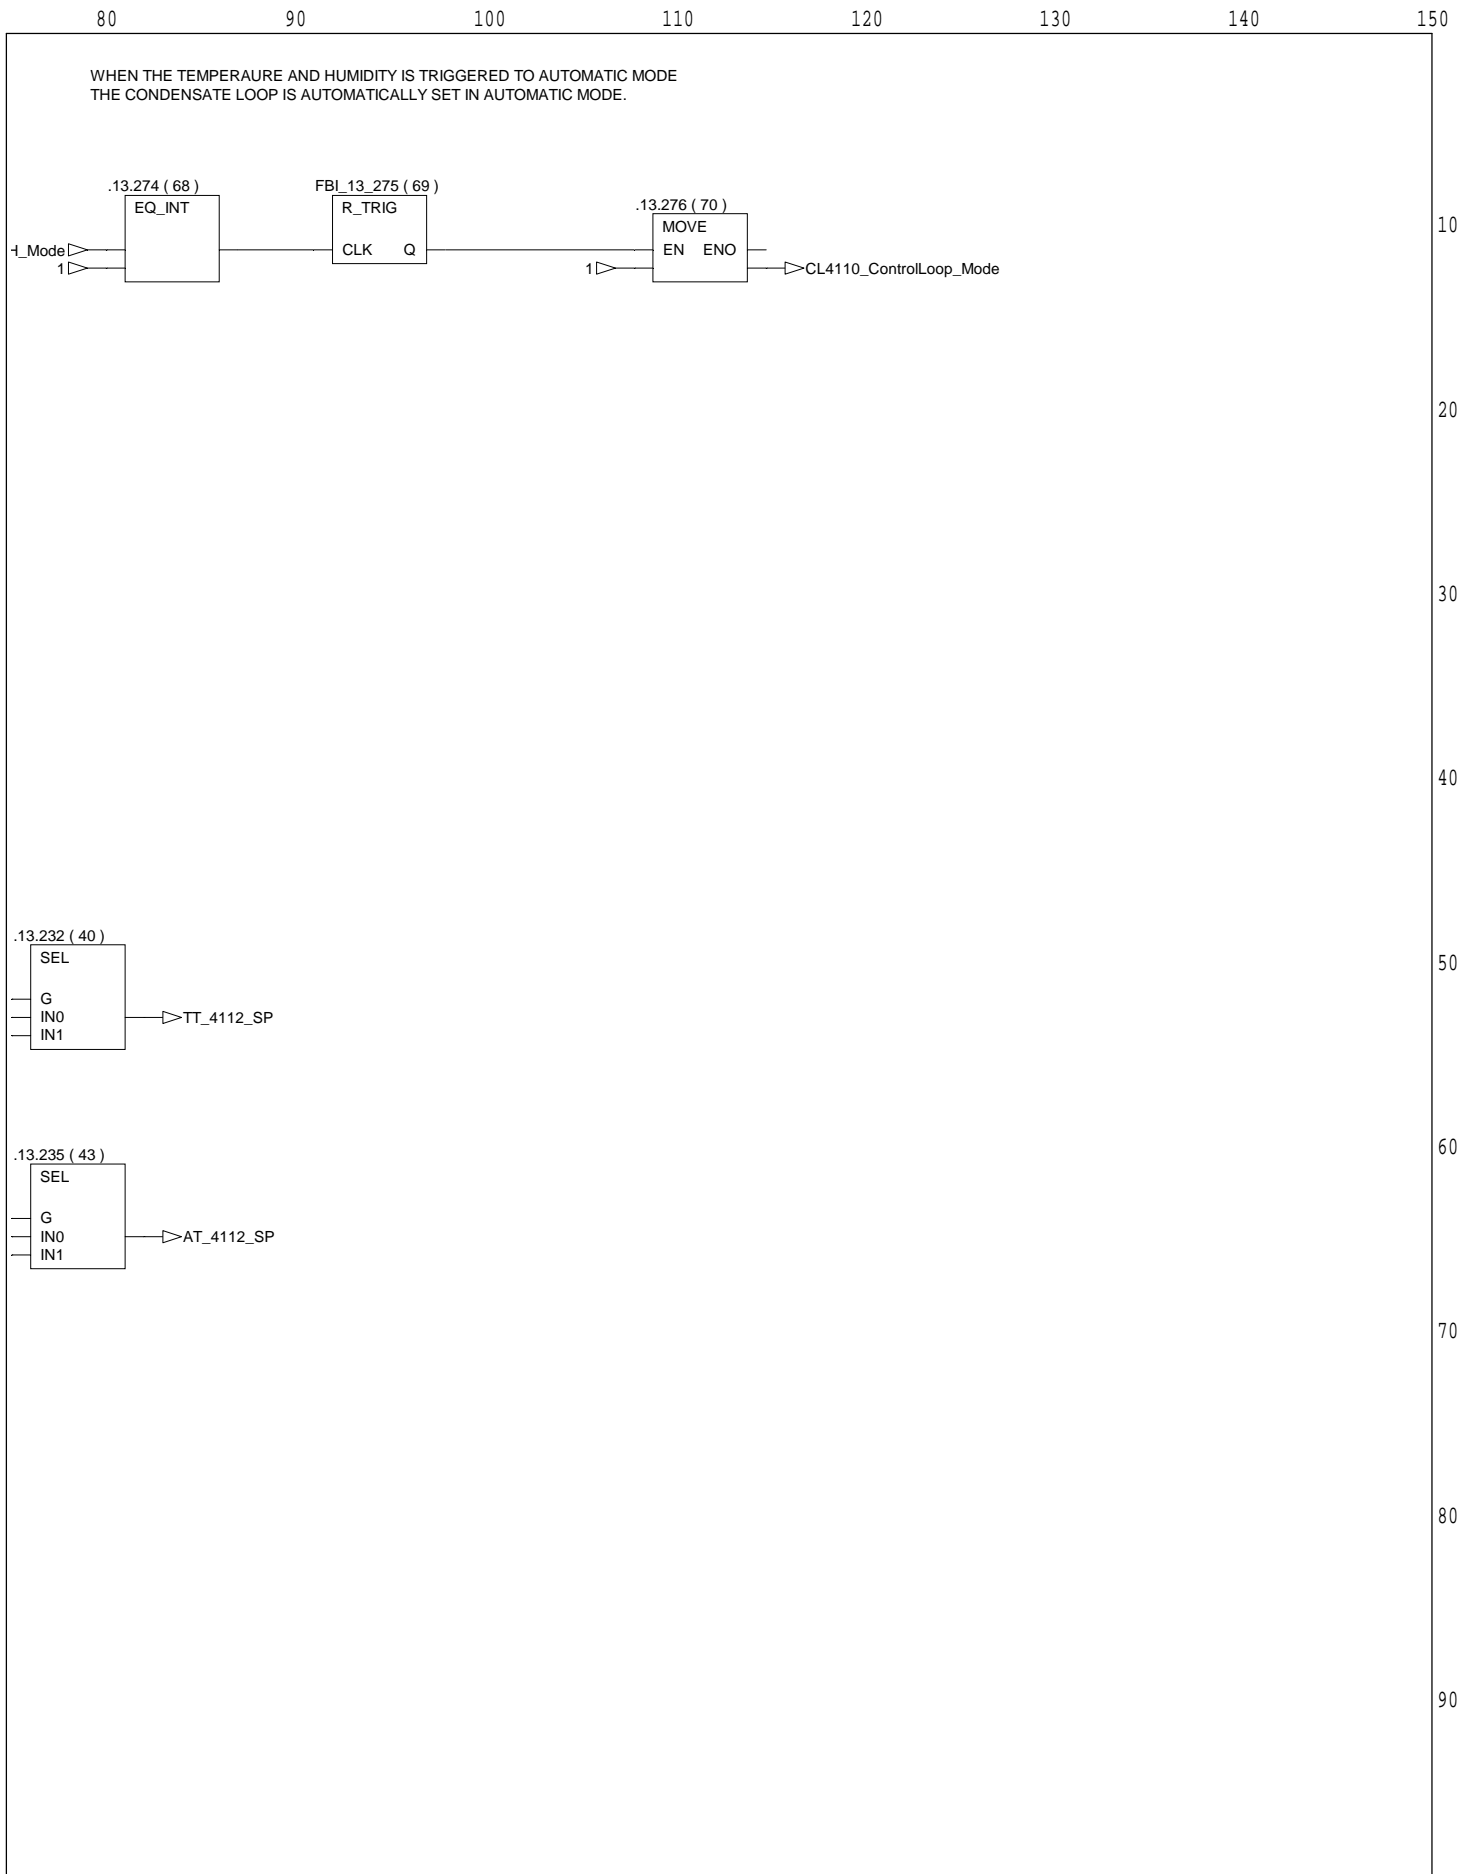 80 90 100 110 120 130 140 150
WHEN THE TEMPERAURE AND HUMIDITY IS TRIGGERED TO AUTOMATIC MODE
THE CONDENSATE LOOP IS AUTOMATICALLY SET IN AUTOMATIC MODE.
.13.274 ( 68 ) FBI_13_275 ( 69 )
EQ_INT R_TRIG .13.276 ( 70 )
MOVE 10
_Mode CLK Q EN ENO
1 1 CL4110_ControlLoop_Mode
20
30
40
.13.232 ( 40 )
SEL 50
G
IN0 TT_4112_SP
IN1
60
.13.235 ( 43 )
SEL
G
IN0 AT_4112_SP
IN1
70
80
90